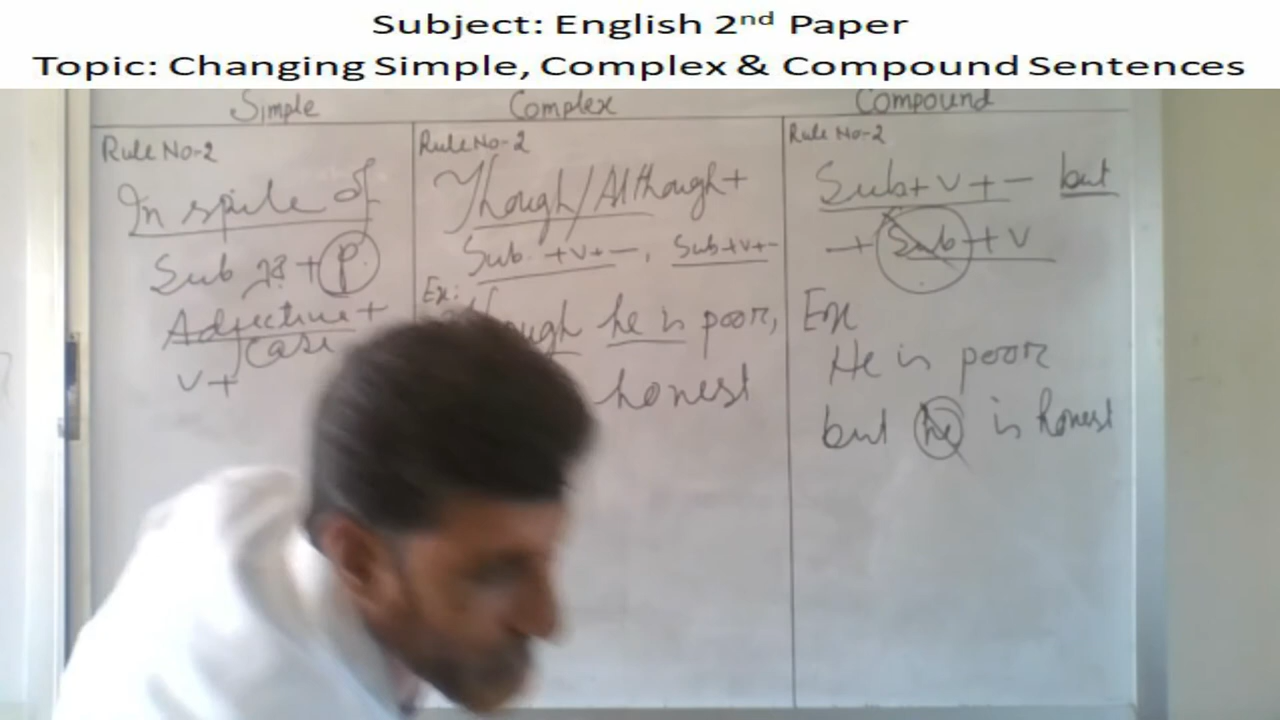 Subject: English 2nd Paper
Topic: Changing Simple, Complex & Compound Sentences
Simple
Rule No-2
In spite of
Sub এর + P.
Adjective +
Case
V +
Complex
Rule No-2
Though/Although +
Sub. + V + —, Sub + V + -
Ex:
he is poor,
honest
Compound
Rule No-2
Sub + V + — but
→ Sub + V
Ex
He is poor
but he is honest